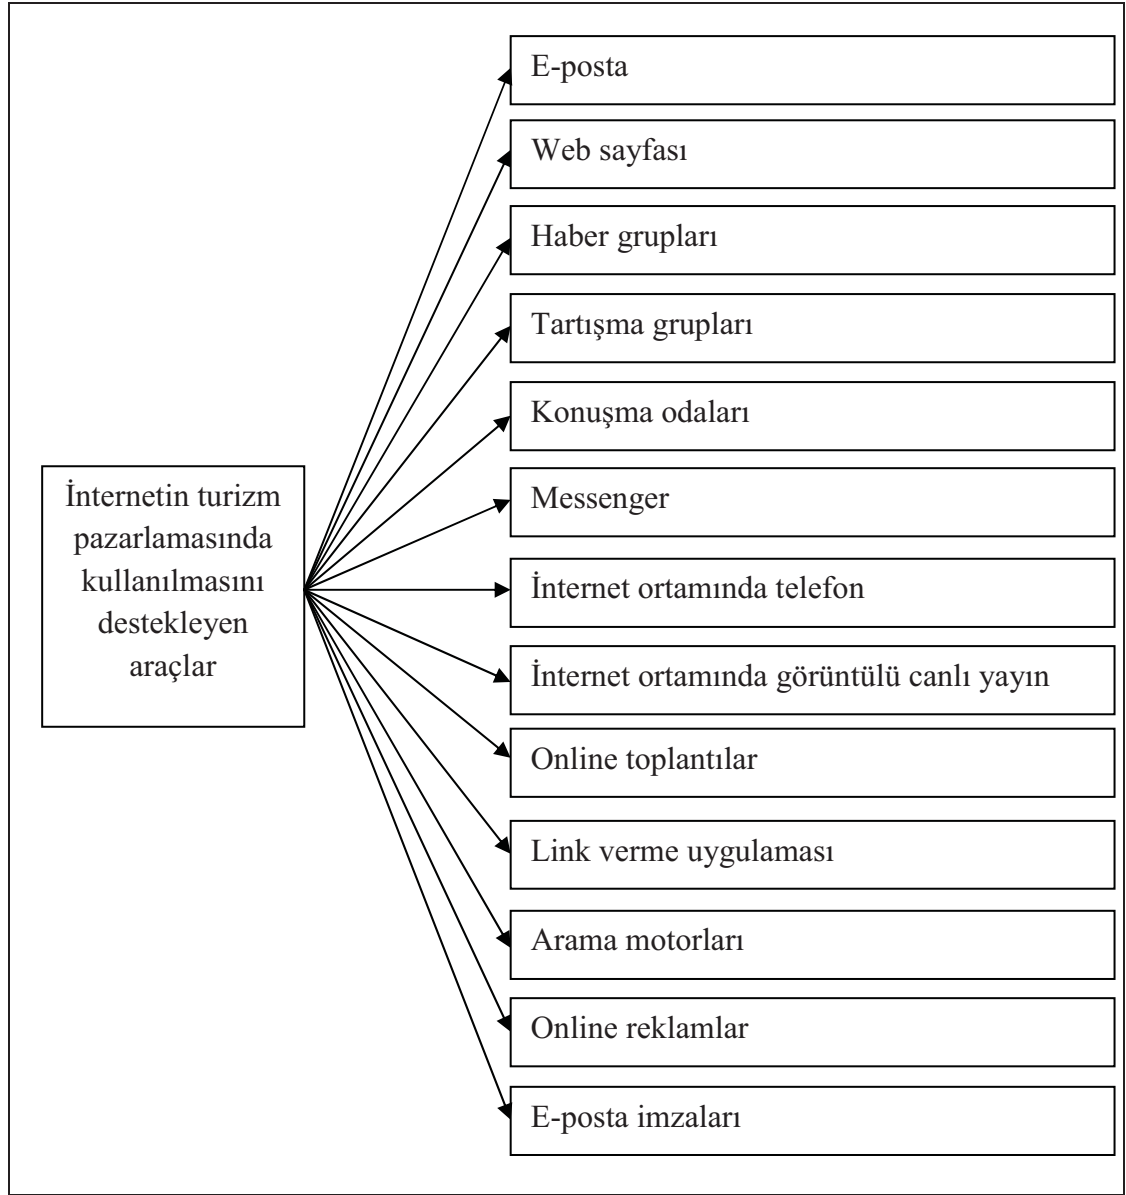 E-posta
Web sayfası
Haber grupları
Tartışma grupları
Konuşma odaları
Messenger
İnternetin turizm
pazarlamasında
kullanılmasını
destekleyen
araçlar
İnternet ortamında telefon
İnternet ortamında görüntülü canlı yayın
Online toplantılar
Link verme uygulaması
Arama motorları
Online reklamlar
E-posta imzaları